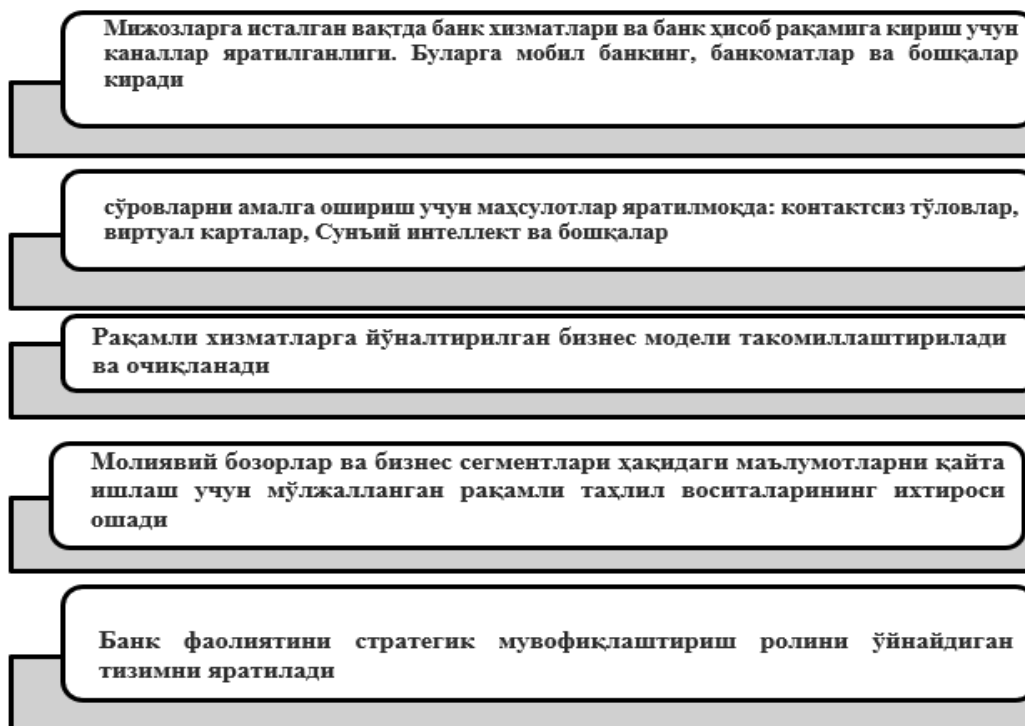 Мижозларга исталган вақтда банк хизматлари ва банк ҳисоб рақамига кириш учун
каналлар яратилганлиги. Буларга мобил банкинг, банкоматлар ва бошқалар
киради
сўровларни амалга ошириш учун маҳсулотлар яратилмоқда: контактсиз тўловлар,
виртуал карталар, Сунъий интеллект ва бошқалар
Рақамли хизматларга йўналтирилган бизнес модели такомиллаштирилади
ва очиқланади
Молиявий бозорлар ва бизнес сегментлари ҳақидаги маълумотларни қайта
ишлаш учун мўлжалланган рақамли таҳлил воситаларининг ихтироси
ошади
Банк фаолиятини стратегик мувофиқлаштириш ролини ўйнайдиган
тизимни яратилади